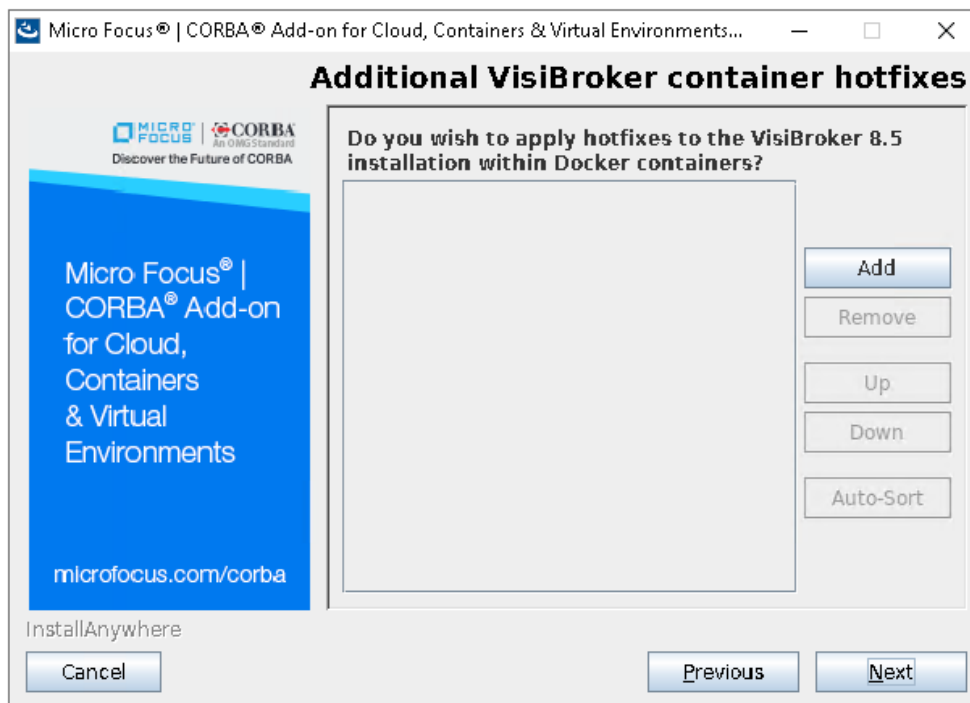 Micro Focus® | CORBA® Add-on for Cloud, Containers & Virtual Environments...
Additional VisiBroker container hotfixes
MICRO FOCUS | CORBA
An OMG Standard
Discover the Future of CORBA
Do you wish to apply hotfixes to the VisiBroker 8.5
installation within Docker containers?
Micro Focus® |
CORBA® Add-on
for Cloud,
Containers
& Virtual
Environments
microfocus.com/corba
Add
Remove
Up
Down
Auto-Sort
InstallAnywhere
Cancel
Previous
Next